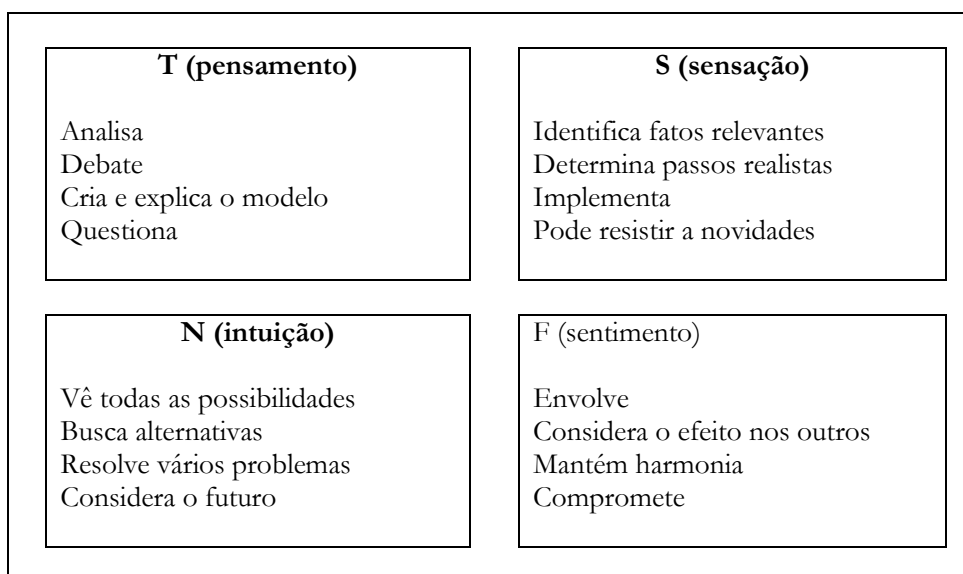 T (pensamento)
Analisa
Debate
Cria e explica o modelo
Questiona
S (sensação)
Identifica fatos relevantes
Determina passos realistas
Implementa
Pode resistir a novidades
N (intuição)
Vê todas as possibilidades
Busca alternativas
Resolve vários problemas
Considera o futuro
F (sentimento)
Envolve
Considera o efeito nos outros
Mantém harmonia
Compromete